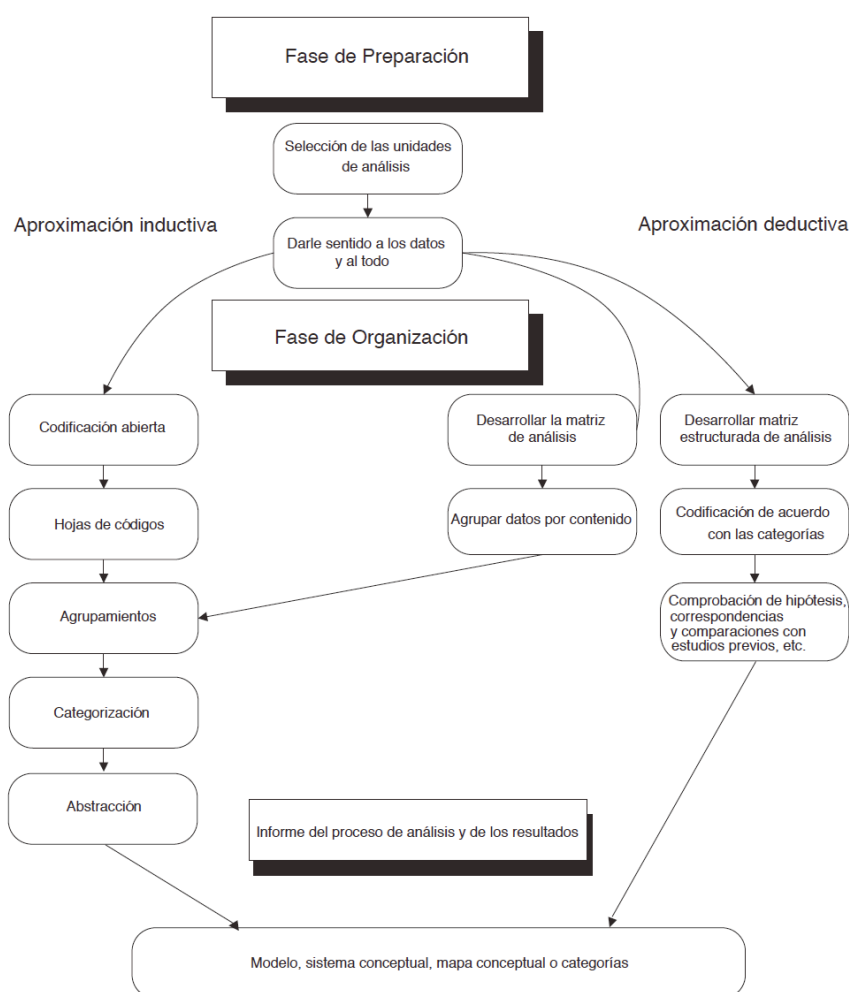 Fase de Preparación
Selección de las unidades
de análisis
Aproximación inductiva
Aproximación deductiva
Darle sentido a los datos
y al todo
Fase de Organización
Codificación abierta
Desarrollar la matriz
de análisis
Desarrollar matriz
estructurada de análisis
Hojas de códigos
Agrupar datos por contenido
Codificación de acuerdo
con las categorías
Agrupamientos
Comprobación de hipótesis,
correspondencias
y comparaciones con
estudios previos, etc.
Categorización
Abstracción
Informe del proceso de análisis y de los resultados
Modelo, sistema conceptual, mapa conceptual o categorías